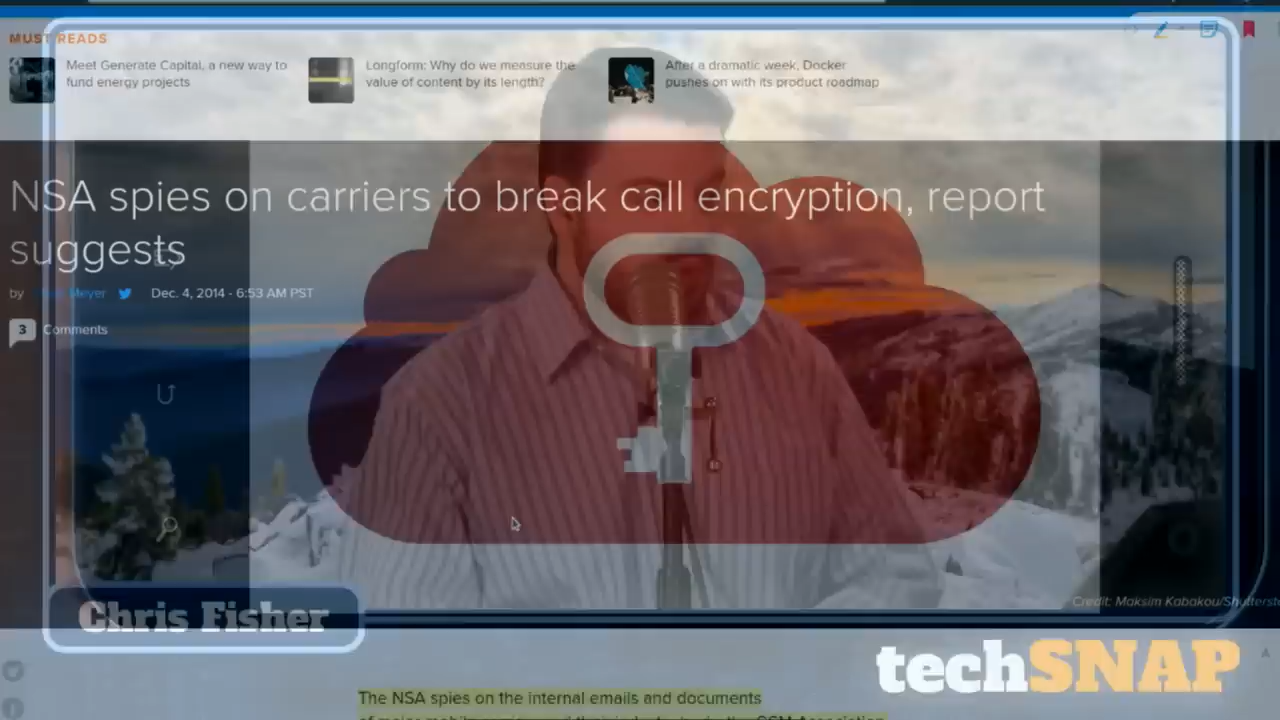 MUST READS
Meet Generate Capital, a new way to
fund energy projects
Longform: Why do we measure the
value of content by its length?
After a dramatic week, Docker
pushes on with its product roadmap
NSA spies on carriers to break call encryption, report
suggests
by Meyer Dec. 4, 2014 - 6:53 AM PST
3 Comments
Credit: Maksim Kabakou/Shutterst
Chris Fisher
techSNAP
The NSA spies on the internal emails and documents